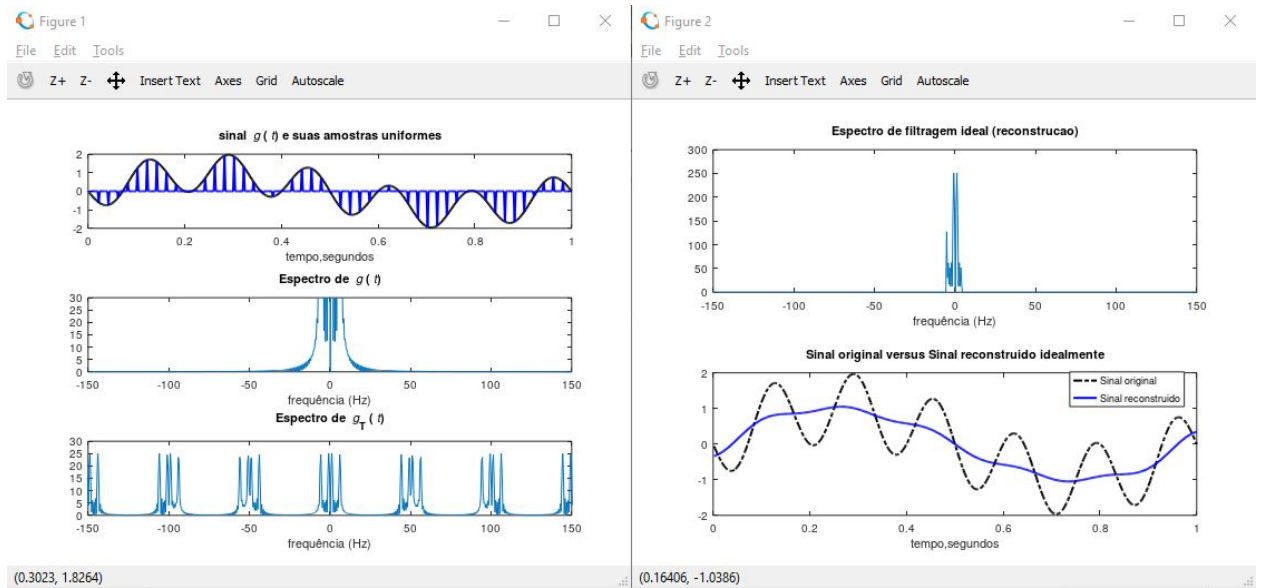 Figure 1
File Edit Tools
Z+ Z- Insert Text Axes Grid Autoscale
sinal g ( t) e suas amostras uniformes
2
1
0
-1
-2
0 0.2 0.4 0.6 0.8 1
tempo,segundos
Espectro de g ( t)
30
25
20
15
10
5
0
-150 -100 -50 0 50 100 150
frequência (Hz)
Espectro de gT ( t)
30
25
20
15
10
5
0
-150 -100 -50 0 50 100 150
frequência (Hz)
(0.3023, 1.8264)
Figure 2
File Edit Tools
Z+ Z- Insert Text Axes Grid Autoscale
Espectro de filtragem ideal (reconstrucao)
300
250
200
150
100
50
0
-150 -100 -50 0 50 100 150
frequência (Hz)
Sinal original versus Sinal reconstruido idealmente
2
1
0
-1
-2
Sinal original
Sinal reconstruido
0 0.2 0.4 0.6 0.8 1
tempo,segundos
(0.16406, -1.0386)